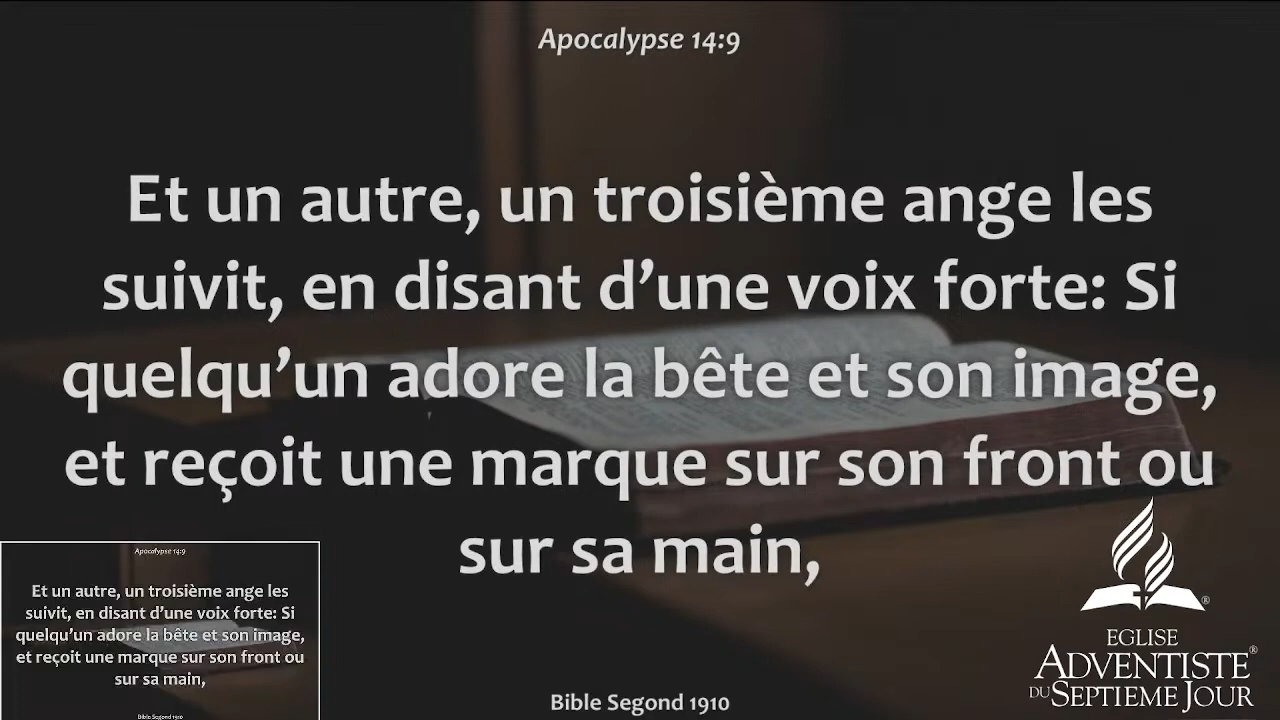 Apocalypse 14:9
Et un autre, un troisième ange les
suivit, en disant d’une voix forte: Si
quelqu’un adore la bête et son image,
et reçoit une marque sur son front ou
sur sa main,
Bible Segond 1910
Apocalypse 14:9
Et un autre, un troisième ange les
suivit, en disant d’une voix forte: Si
quelqu’un adore la bête et son image,
et reçoit une marque sur son front ou
sur sa main,
Bible Segond 1910
®
EGLISE
ADVENTISTE®
DU SEPTIEME JOUR